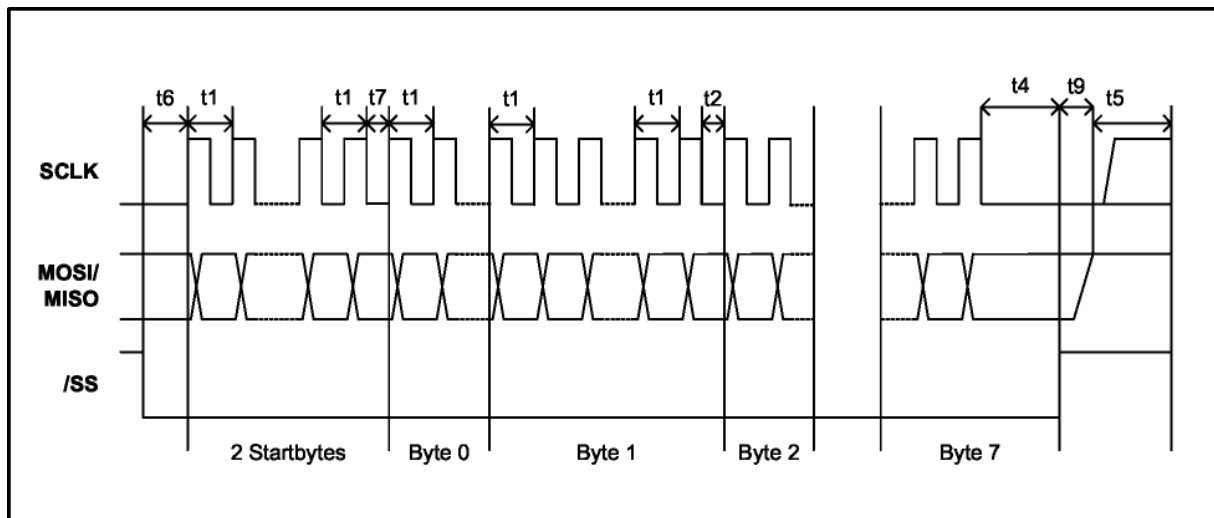 t6 t1 t1 t7 t1 t1 t1 t2 t4 t9 t5
SCLK
MOSI/
MISO
/SS
2 Startbytes Byte 0 Byte 1 Byte 2 Byte 7